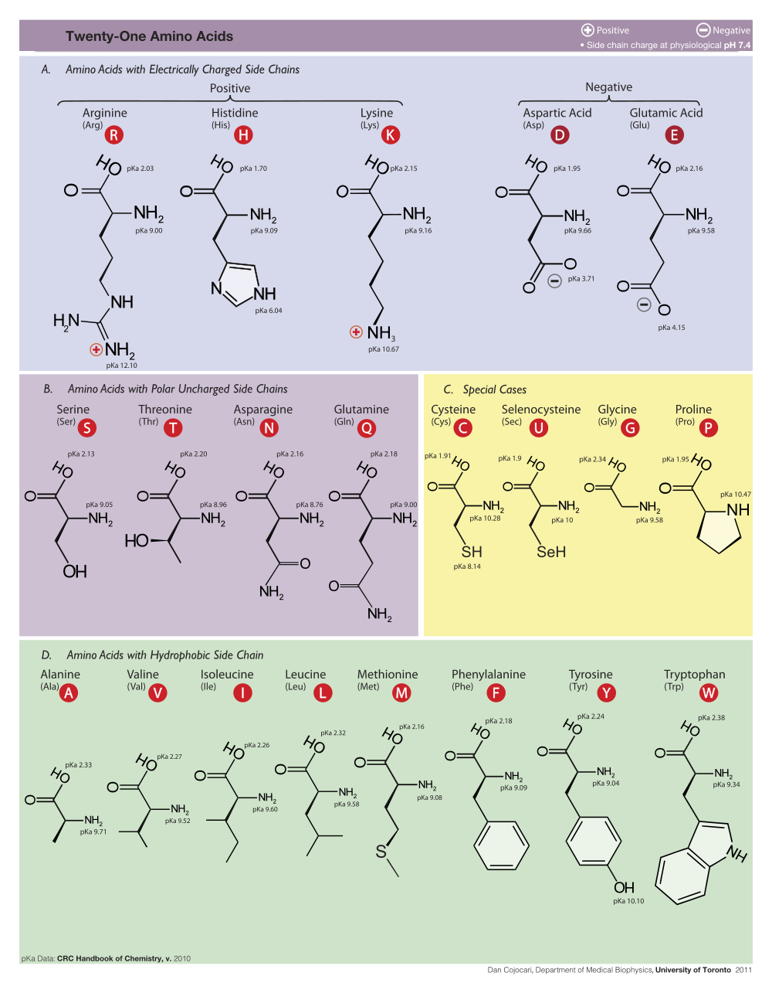 Twenty-One Amino Acids
+ Positive
− Negative
• Side chain charge at physiological pH 7.4
A. Amino Acids with Electrically Charged Side Chains
Positive
Negative
Arginine
(Arg) R
Histidine
(His) H
Lysine
(Lys) K
Aspartic Acid
(Asp) D
Glutamic Acid
(Glu) E
HO pKa 2.03
O
NH2
pKa 9.00
NH
H2N
+ NH2
pKa 12.10
HO pKa 1.70
O
NH2
pKa 9.09
N
NH
pKa 6.04
HO pKa 2.15
O
NH2
pKa 9.16
+ NH3
pKa 10.67
HO pKa 1.95
O
NH2
pKa 9.66
O
− pKa 3.71
O
HO pKa 2.16
O
NH2
pKa 9.58
O
− O
pKa 4.15
B. Amino Acids with Polar Uncharged Side Chains
Serine
(Ser) S
Threonine
(Thr) T
Asparagine
(Asn) N
Glutamine
(Gln) Q
pKa 2.13
HO
O
pKa 9.05
NH2
OH
pKa 2.20
HO
O
pKa 8.96
NH2
HO
pKa 2.16
HO
O
pKa 8.76
NH2
O
NH2
pKa 2.18
HO
O
pKa 9.00
NH2
O
NH2
C. Special Cases
Cysteine
(Cys) C
Selenocysteine
(Sec) U
Glycine
(Gly) G
Proline
(Pro) P
pKa 1.91 HO
O
NH2
pKa 10.28
SH
pKa 8.14
pKa 1.9 HO
O
NH2
pKa 10
SeH
pKa 2.34 HO
O
NH2
pKa 9.58
pKa 1.95 HO
O
pKa 10.47
NH
D. Amino Acids with Hydrophobic Side Chain
Alanine
(Ala) A
Valine
(Val) V
Isoleucine
(Ile) I
Leucine
(Leu) L
Methionine
(Met) M
Phenylalanine
(Phe) F
Tyrosine
(Tyr) Y
Tryptophan
(Trp) W
pKa 2.33
HO
O
NH2
pKa 9.71
pKa 2.27
HO
O
NH2
pKa 9.52
pKa 2.26
HO
O
NH2
pKa 9.60
pKa 2.32
HO
O
NH2
pKa 9.58
pKa 2.16
HO
O
NH2
pKa 9.08
S
pKa 2.18
HO
O
NH2
pKa 9.09
pKa 2.24
HO
O
NH2
pKa 9.04
OH
pKa 10.10
pKa 2.38
HO
O
NH2
pKa 9.34
NH
pKa Data: CRC Handbook of Chemistry, v. 2010
Dan Cojocari, Department of Medical Biophysics, University of Toronto 2011